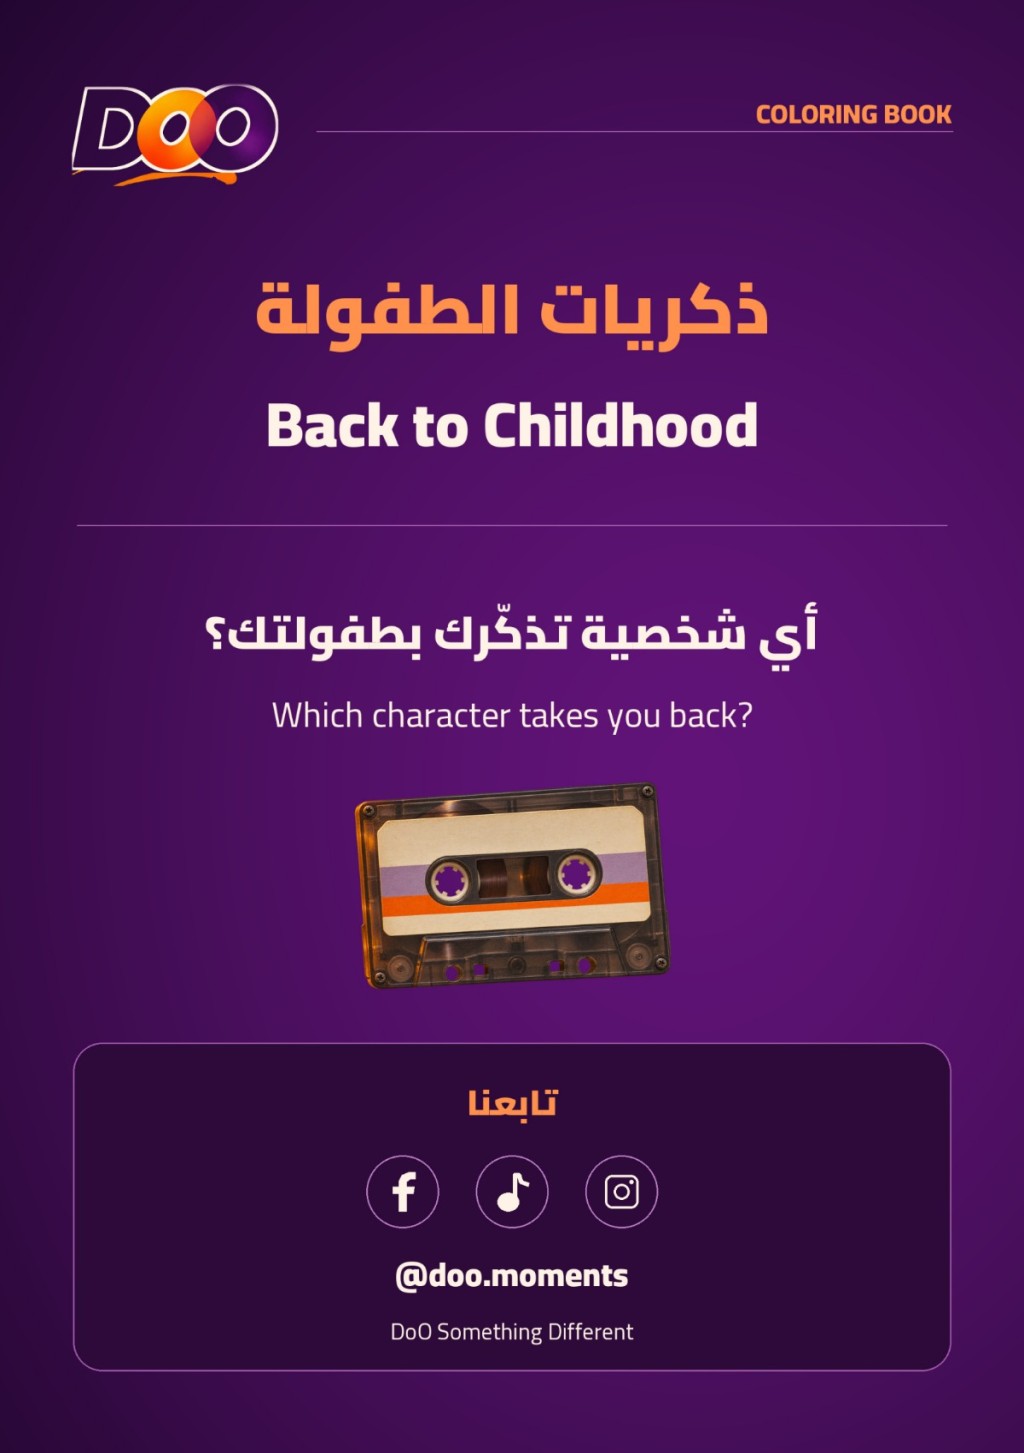 DOO
COLORING BOOK
ذكريات الطفولة
Back to Childhood
أي شخصية تذكّرك بطفولتك؟
Which character takes you back?
تابعنا
@doo.moments
DoO Something Different